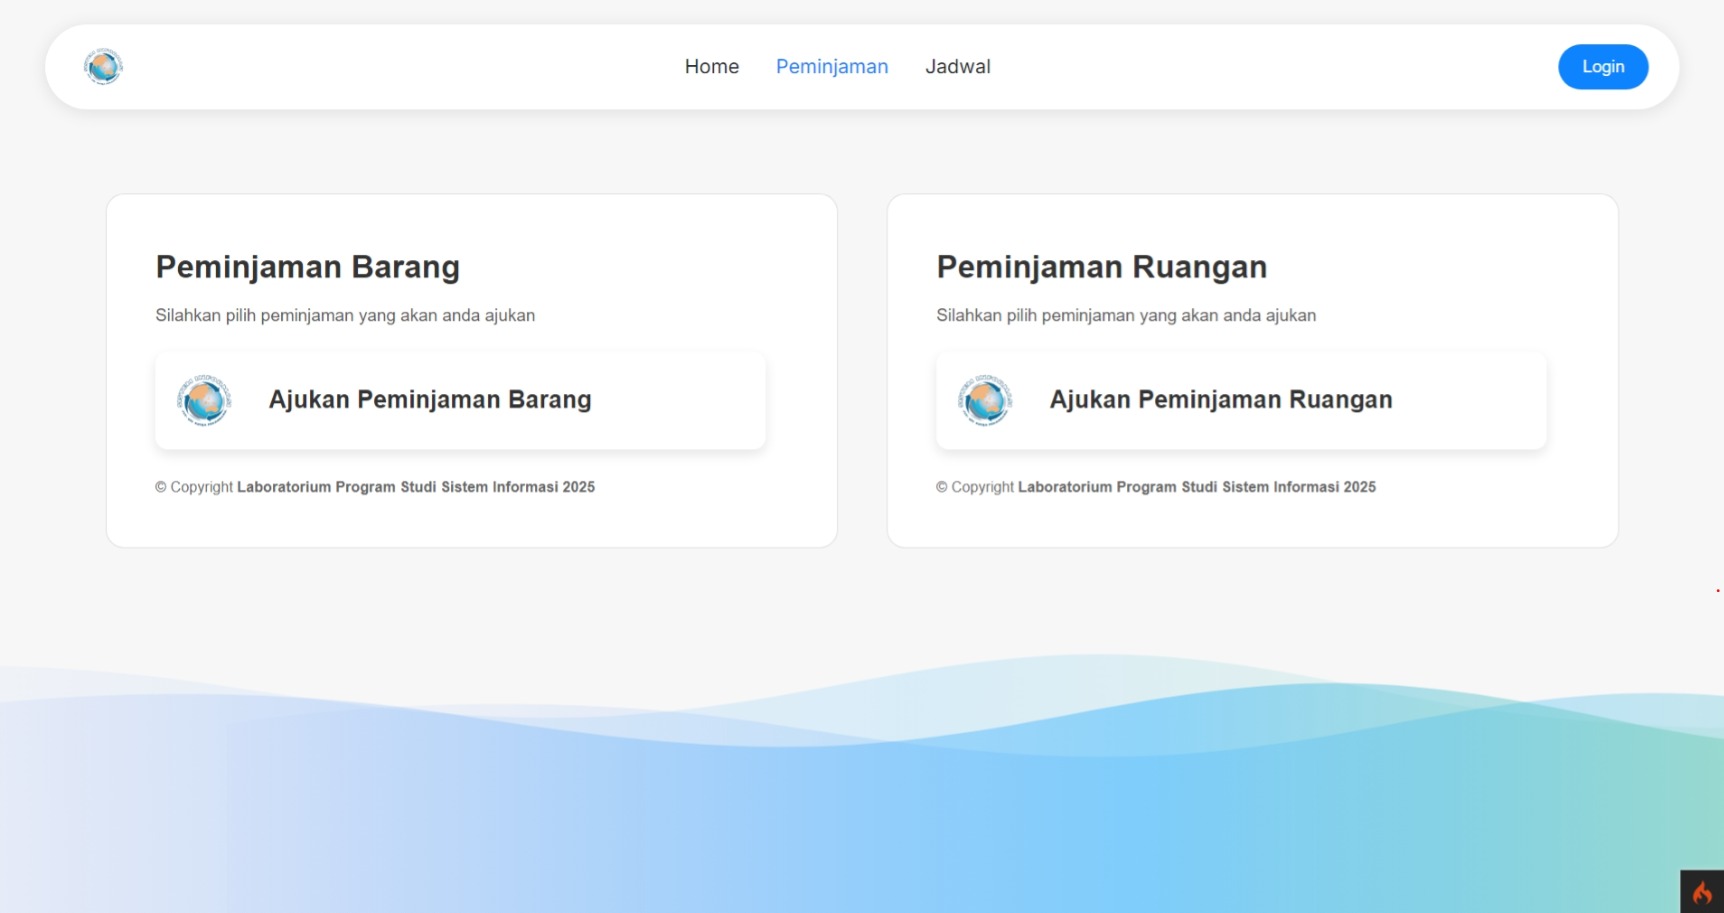 Home Peminjaman Jadwal Login
Peminjaman Barang
Silahkan pilih peminjaman yang akan anda ajukan
Ajukan Peminjaman Barang
© Copyright Laboratorium Program Studi Sistem Informasi 2025
Peminjaman Ruangan
Silahkan pilih peminjaman yang akan anda ajukan
Ajukan Peminjaman Ruangan
© Copyright Laboratorium Program Studi Sistem Informasi 2025